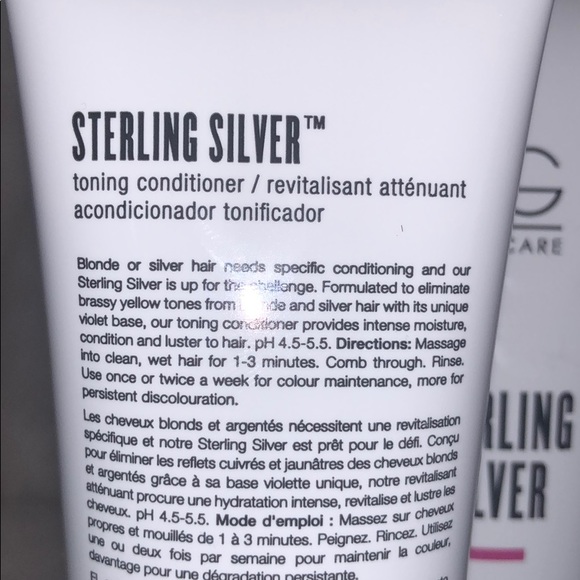 STERLING SILVER™
toning conditioner / revitalisant atténuant
acondicionador tonificador
Blonde or silver hair needs specific conditioning and our
Sterling Silver is up for the challenge. Formulated to eliminate
brassy yellow tones from blonde and silver hair with its unique
violet base, our toning conditioner provides intense moisture,
condition and luster to hair. pH 4.5-5.5. Directions: Massage
into clean, wet hair for 1-3 minutes. Comb through. Rinse.
Use once or twice a week for colour maintenance, more for
persistent discolouration.
Les cheveux blonds et argentés nécessitent une revitalisation
spécifique et notre Sterling Silver est prêt pour le défi. Conçu
pour éliminer les reflets cuivrés et jaunâtres des cheveux blonds
et argentés grâce à sa base violette unique, notre revitalisant
atténuant procure une hydratation intense, revitalise et lustre les
cheveux. pH 4.5-5.5. Mode d'emploi : Massez sur cheveux
propres et mouillés de 1 à 3 minutes. Peignez. Rincez. Utilisez
une ou deux fois par semaine pour maintenir la couleur,
davantage pour une dégradation persistante.
G
CARE
RLING
LVER